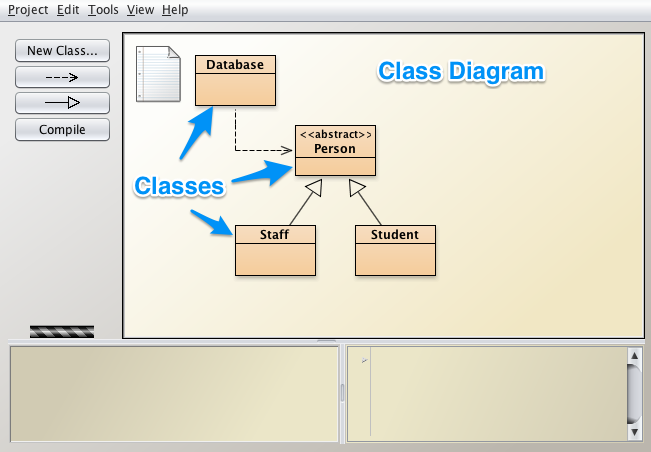 Project Edit Tools View Help
New Class...
Compile
Class Diagram
Database
<<abstract>>
Person
Classes
Staff
Student